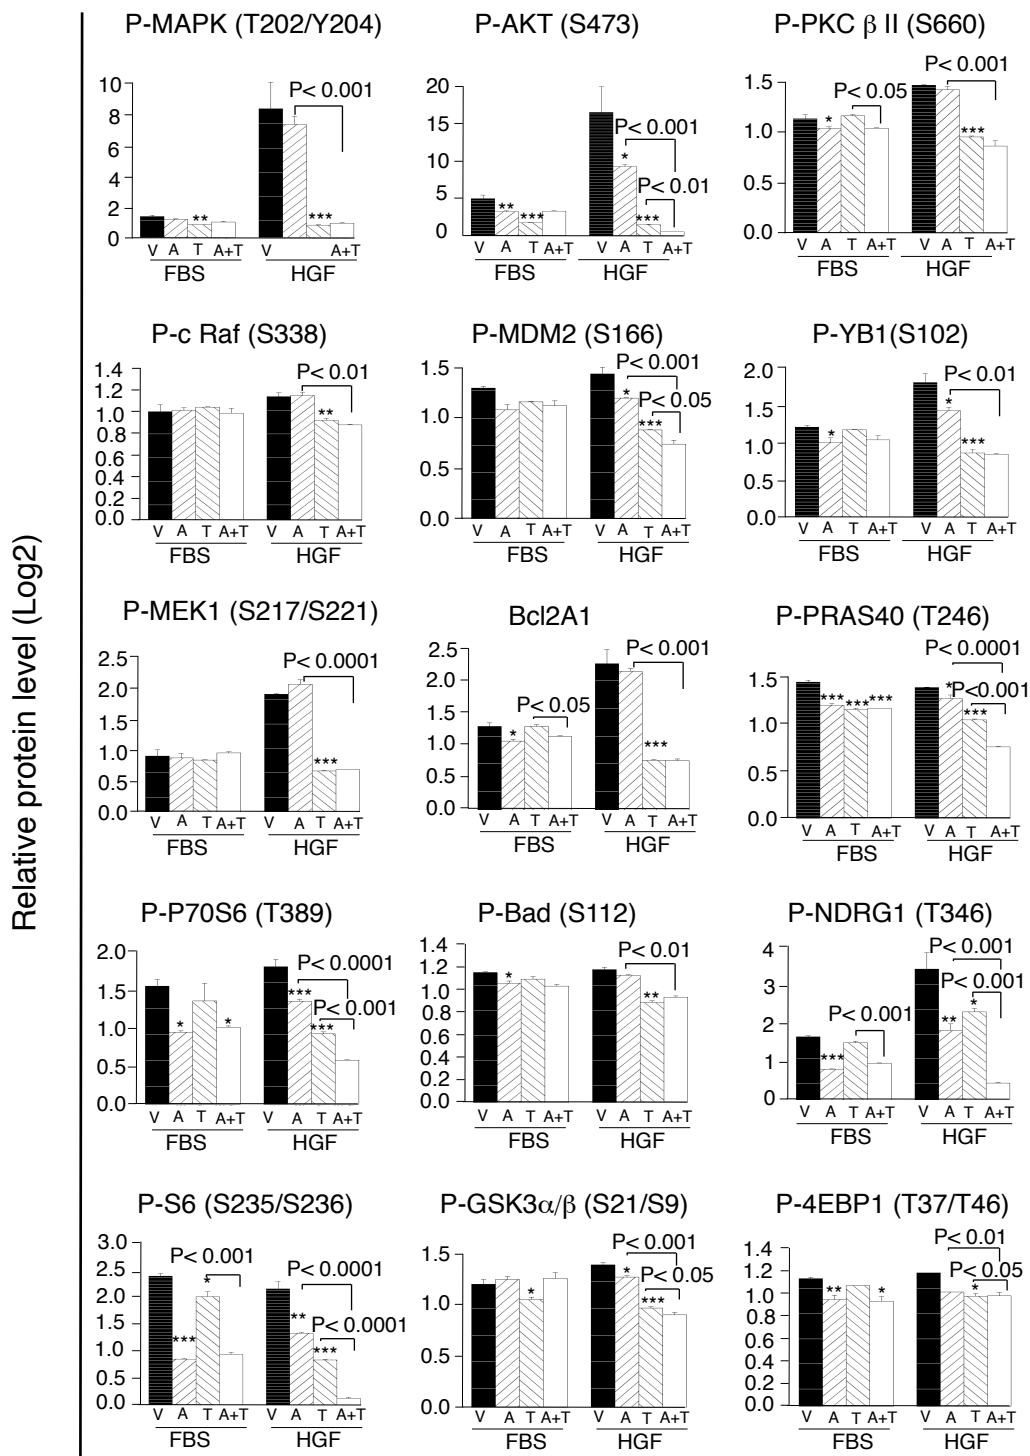 Relative protein level (Log2)
P-MAPK (T202/Y204)
10
8
6
4
2
0
P< 0.001
**
***
V A T A+T
V A+T
FBS
HGF
P-AKT (S473)
20
15
10
5
0
P< 0.001
*
P< 0.01
** ***
***
V A T A+T
V A T A+T
FBS
HGF
P-PKC β II (S660)
1.5
1.0
0.5
0.0
P< 0.001
P< 0.05
*
***
V A T A+T
V A T A+T
FBS
HGF
P-c Raf (S338)
1.4
1.2
1.0
0.8
0.6
0.4
0.2
0.0
P< 0.01
**
V A T A+T
V A T A+T
FBS
HGF
P-MDM2 (S166)
1.5
1.0
0.5
0.0
P< 0.001
*
P< 0.05
***
V A T A+T
V A T A+T
FBS
HGF
P-YB1(S102)
2.0
1.5
1.0
0.5
0.0
P< 0.01
*
*
***
V A T A+T
V A T A+T
FBS
HGF
P-MEK1 (S217/S221)
2.5
2.0
1.5
1.0
0.5
0.0
P< 0.0001
***
V A T A+T
V A T A+T
FBS
HGF
Bcl2A1
2.5
2.0
1.5
1.0
0.5
0.0
P< 0.001
P< 0.05
*
***
V A T A+T
V A T A+T
FBS
HGF
P-PRAS40 (T246)
1.5
1.0
0.0
P< 0.0001
* P<0.001
*** *** ***
***
V A T A+T
V A T A+T
FBS
HGF
P-P70S6 (T389)
2.0
1.5
1.0
0.5
0.0
P< 0.0001
***
P< 0.001
* *
***
V A T A+T
V A T A+T
FBS
HGF
P-Bad (S112)
1.4
1.2
1.0
0.8
0.6
0.4
0.2
0.0
P< 0.01
*
**
V A T A+T
V A T A+T
FBS
HGF
P-NDRG1 (T346)
4
3
2
1
0
P< 0.001
P< 0.001
*
P< 0.001
**
***
V A T A+T
V A T A+T
FBS
HGF
P-S6 (S235/S236)
3.0
2.5
2.0
1.5
1.0
0.5
0.0
P< 0.001
*
P< 0.0001
**
P< 0.0001
***
***
V A T A+T
V A T A+T
FBS
HGF
P-GSK3α/β (S21/S9)
1.5
1.0
0.5
0.0
P< 0.001
*
P< 0.05
*
***
V A T A+T
V A T A+T
FBS
HGF
P-4EBP1 (T37/T46)
1.4
1.2
1.0
0.8
0.6
0.4
0.2
0.0
P< 0.01
P< 0.05
** *
*
V A T A+T
V A T A+T
FBS
HGF